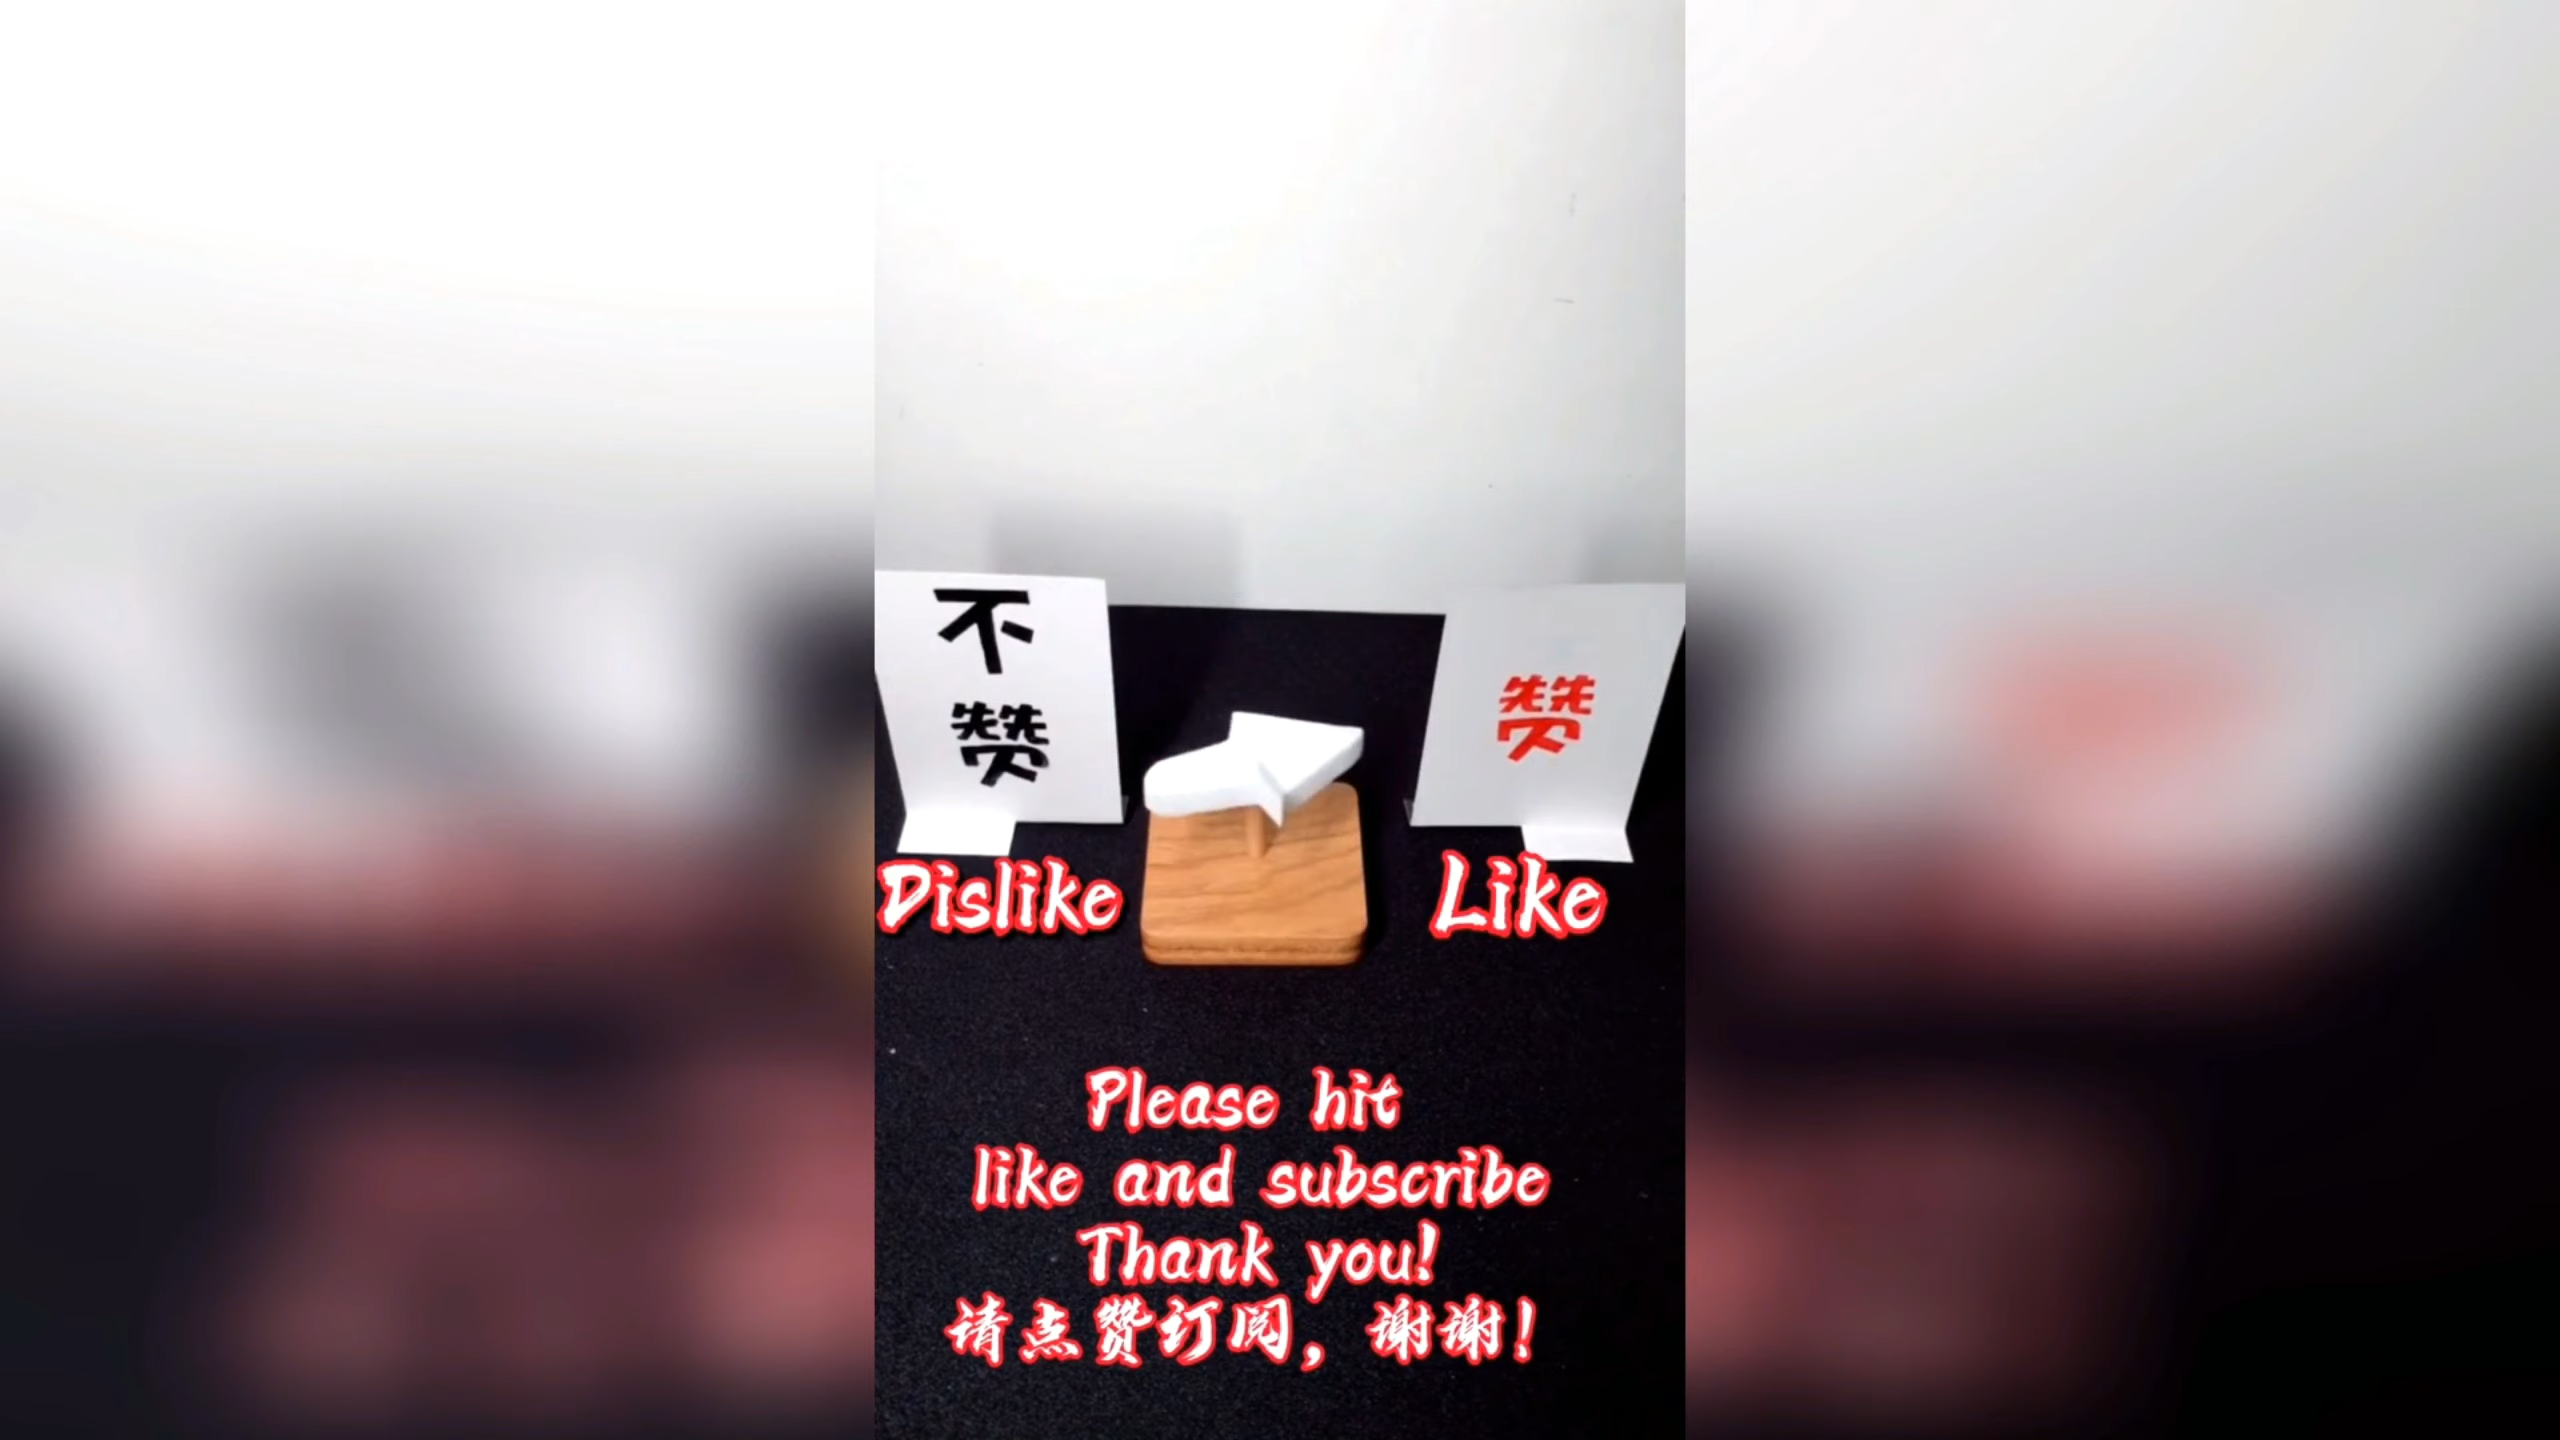 不
赞
赞
Dislike
Like
Please hit
like and subscribe
Thank you!
请点赞订阅，谢谢！